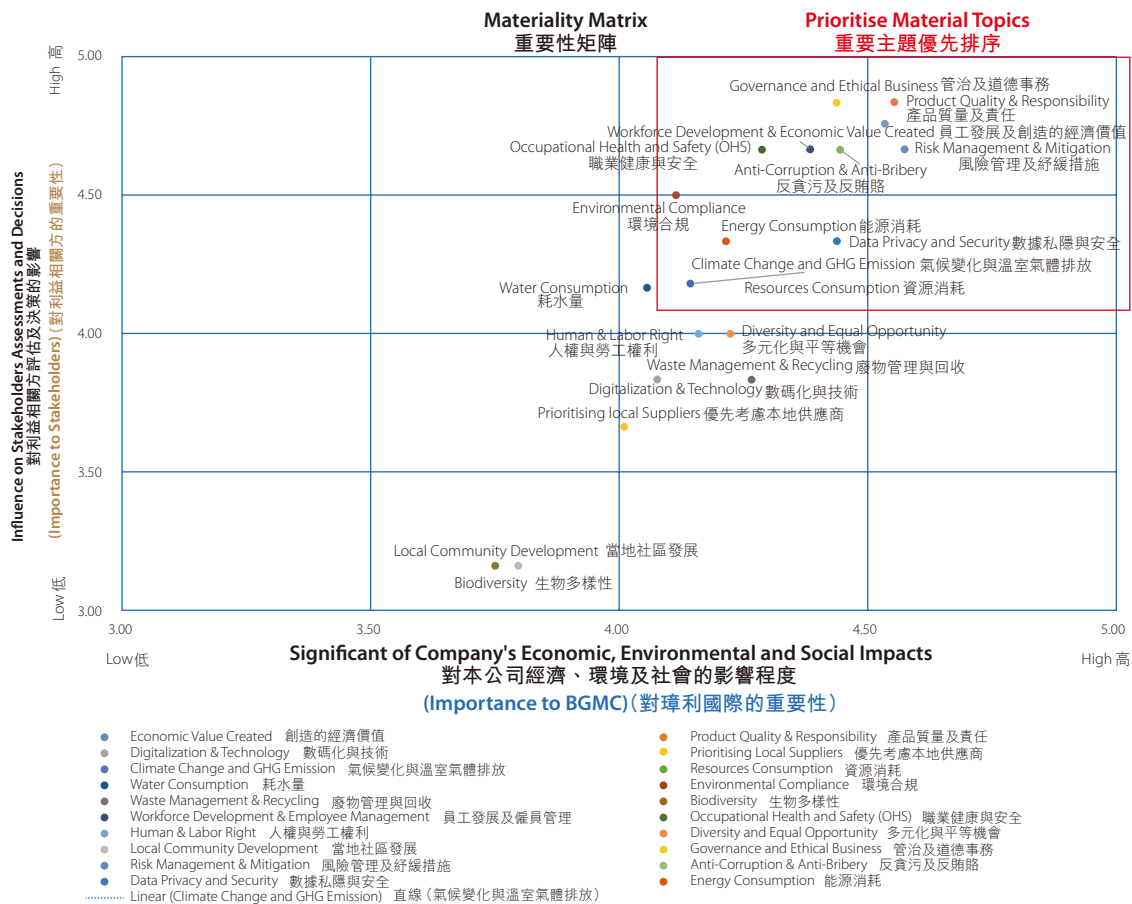 Materiality Matrix
重要性矩陣
Prioritise Material Topics
重要主題優先排序
High 高
5.00
4.50
4.00
3.50
3.00
Low 低
Influence on Stakeholders Assessments and Decisions
對利益相關方評估及決策的影響
(Importance to Stakeholders) (對利益相關方的重要性)
Governance and Ethical Business 管治及道德事務
Product Quality & Responsibility
產品質量及責任
Workforce Development & Economic Value Created 員工發展及創造的經濟價值
Occupational Health and Safety (OHS)
職業健康與安全
Risk Management & Mitigation
風險管理及紓緩措施
Anti-Corruption & Anti-Bribery
反貪污及反賄賂
Environmental Compliance
環境合規
Energy Consumption 能源消耗
Data Privacy and Security 數據私隱與安全
Climate Change and GHG Emission 氣候變化與溫室氣體排放
Water Consumption
耗水量
Resources Consumption 資源消耗
Human & Labor Right
人權與勞工權利
Diversity and Equal Opportunity
多元化與平等機會
Waste Management & Recycling 廢物管理與回收
Digitalization & Technology 數碼化與技術
Prioritising local Suppliers 優先考慮本地供應商
Local Community Development 當地社區發展
Biodiversity 生物多樣性
3.00
3.50
4.00
4.50
5.00
Low 低
High 高
Significant of Company's Economic, Environmental and Social Impacts
對本公司經濟、環境及社會的影響程度
(Importance to BGMC) (對璋利國際的重要性)
Economic Value Created 創造的經濟價值
Digitalization & Technology 數碼化與技術
Climate Change and GHG Emission 氣候變化與溫室氣體排放
Water Consumption 耗水量
Waste Management & Recycling 廢物管理與回收
Workforce Development & Employee Management 員工發展及僱員管理
Human & Labor Right 人權與勞工權利
Local Community Development 當地社區發展
Risk Management & Mitigation 風險管理及紓緩措施
Data Privacy and Security 數據私隱與安全
Linear (Climate Change and GHG Emission) 直線 (氣候變化與溫室氣體排放)
Product Quality & Responsibility 產品質量及責任
Prioritising Local Suppliers 優先考慮本地供應商
Resources Consumption 資源消耗
Environmental Compliance 環境合規
Biodiversity 生物多樣性
Occupational Health and Safety (OHS) 職業健康與安全
Diversity and Equal Opportunity 多元化與平等機會
Governance and Ethical Business 管治及道德事務
Anti-Corruption & Anti-Bribery 反貪污及反賄賂
Energy Consumption 能源消耗